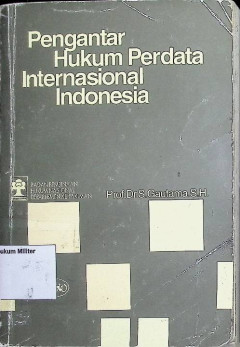 Pengantar
Hukum Perdata
Internasional
Indonesia
Prof.Dr.S.Gautama.S.H.
Hukum Militer